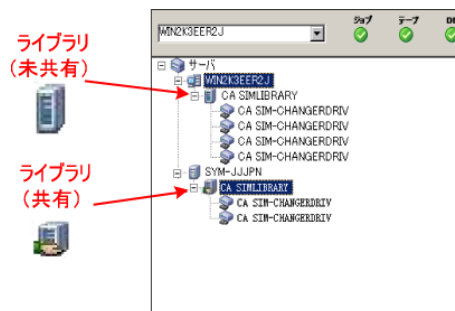 ライブラリ
(未共有)
ライブラリ
(共有)
WIN2K3EER2J
ジョブ
テープ
サーバ
WIN2K3EER2J
CA SIMLIBRARY
CA SIM-CHANGERDRIV
CA SIM-CHANGERDRIV
CA SIM-CHANGERDRIV
CA SIM-CHANGERDRIV
SYM-JJJPN
CA SIMLIBRARY
CA SIM-CHANGERDRIV
CA SIM-CHANGERDRIV